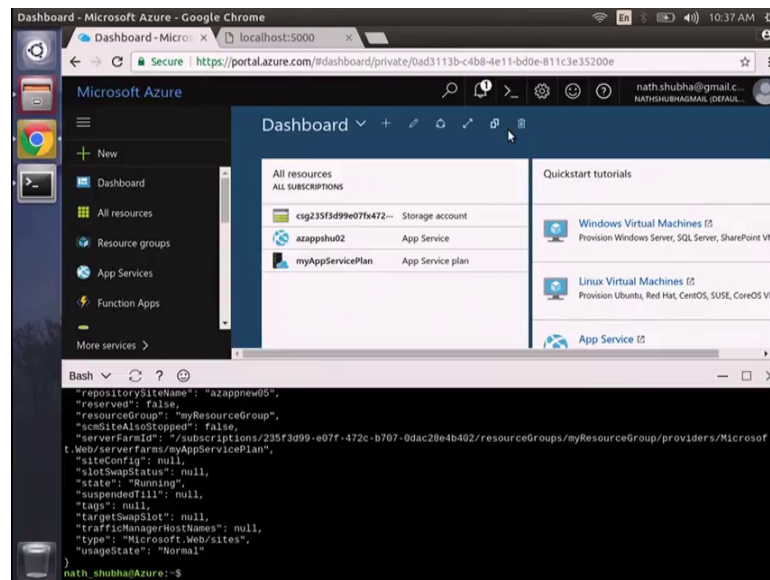 Dashboard - Microsoft Azure - Google Chrome
En
10:37 AM
Dashboard - Micros
localhost:5000
Secure
https://portal.azure.com/#dashboard/private/0ad3113b-c4b8-4e11-bd0e-811c3e35200e
Microsoft Azure
1
nath.shubha@gmail.c...
NATHSHUBHAGMAIL (DEFAUL...
Dashboard
New
Dashboard
All resources
Resource groups
App Services
Function Apps
More services
All resources
ALL SUBSCRIPTIONS
csg235f3d99e07fx472... Storage account
azappshu02 App Service
myAppServicePlan App Service plan
Quickstart tutorials
Windows Virtual Machines
Provision Windows Server, SQL Server, SharePoint VM
Linux Virtual Machines
Provision Ubuntu, Red Hat, CentOS, SUSE, CoreOS V
App Service
Bash
"repositorySiteName": "azappnew05",
"reserved": false,
"resourceGroup": "myResourceGroup",
"scmSiteAlsoStopped": false,
"serverFarmId": "/subscriptions/235f3d99-e07f-472c-b707-0dac28e4b402/resourceGroups/myResourceGroup/providers/Microsof
t.Web/serverfarms/myAppServicePlan",
"siteConfig": null,
"slotSwapStatus": null,
"state": "Running",
"suspendedTill": null,
"tags": null,
"targetSwapSlot": null,
"trafficManagerHostNames": null,
"type": "Microsoft.Web/sites",
"usageState": "Normal"
}
nath_shubha@Azure:~$